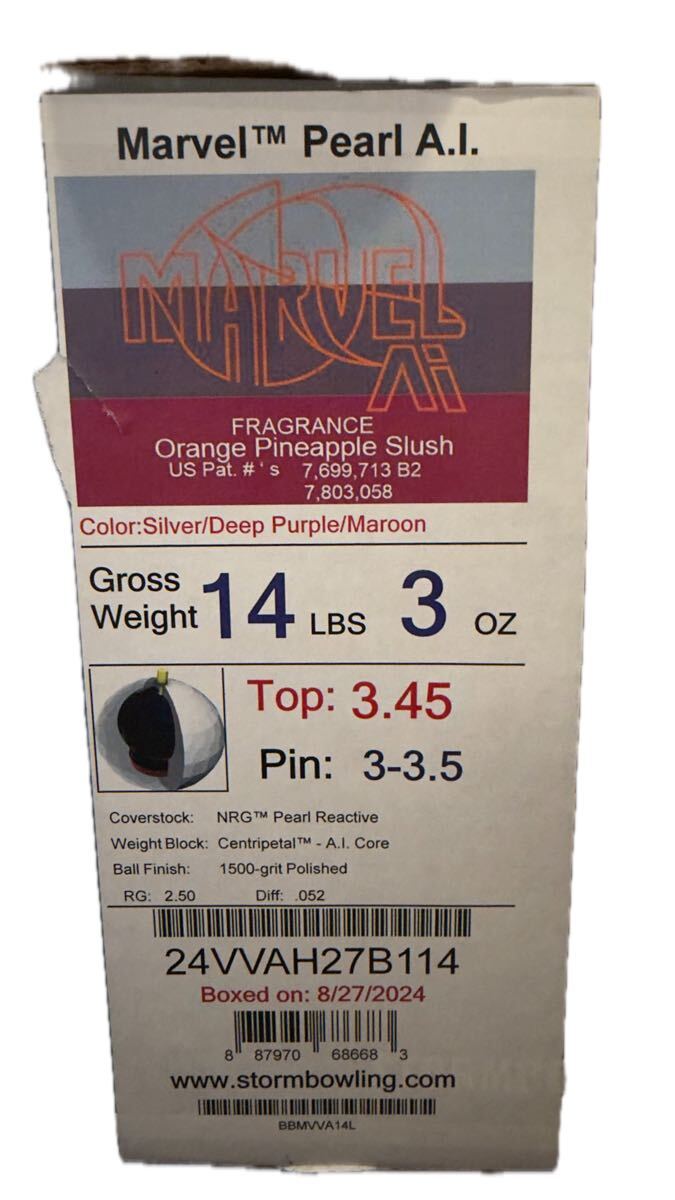 Marvel™ Pearl A.I.
MARVEL
Ai
FRAGRANCE
Orange Pineapple Slush
US Pat. # ' s 7,699,713 B2
7,803,058
Color:Silver/Deep Purple/Maroon
Gross Weight 14 LBS 3 OZ
Top: 3.45
Pin: 3-3.5
Coverstock: NRG™ Pearl Reactive
Weight Block: Centripetal™ - A.I. Core
Ball Finish: 1500-grit Polished
RG: 2.50 Diff: .052
24VVAH27B114
Boxed on: 8/27/2024
8 87970 68668 3
www.stormbowling.com
BBMVVA14L